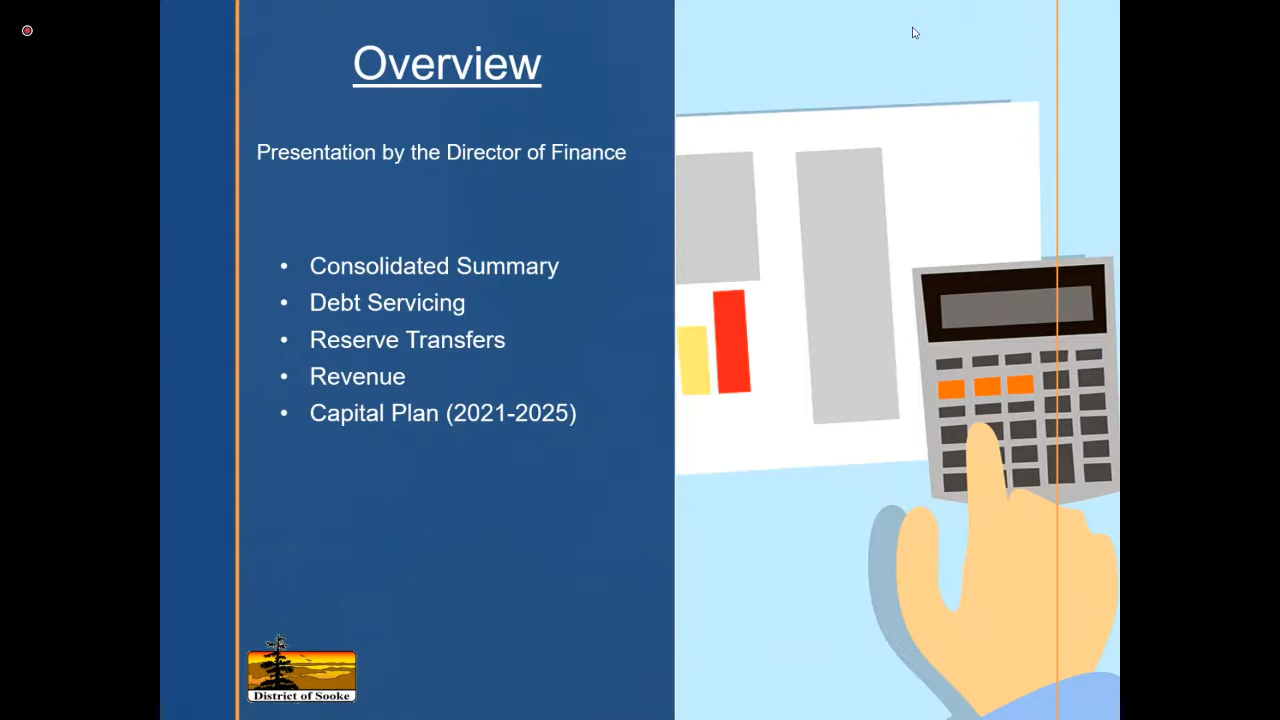 Overview
Presentation by the Director of Finance
• Consolidated Summary
• Debt Servicing
• Reserve Transfers
• Revenue
• Capital Plan (2021-2025)
District of Sooke